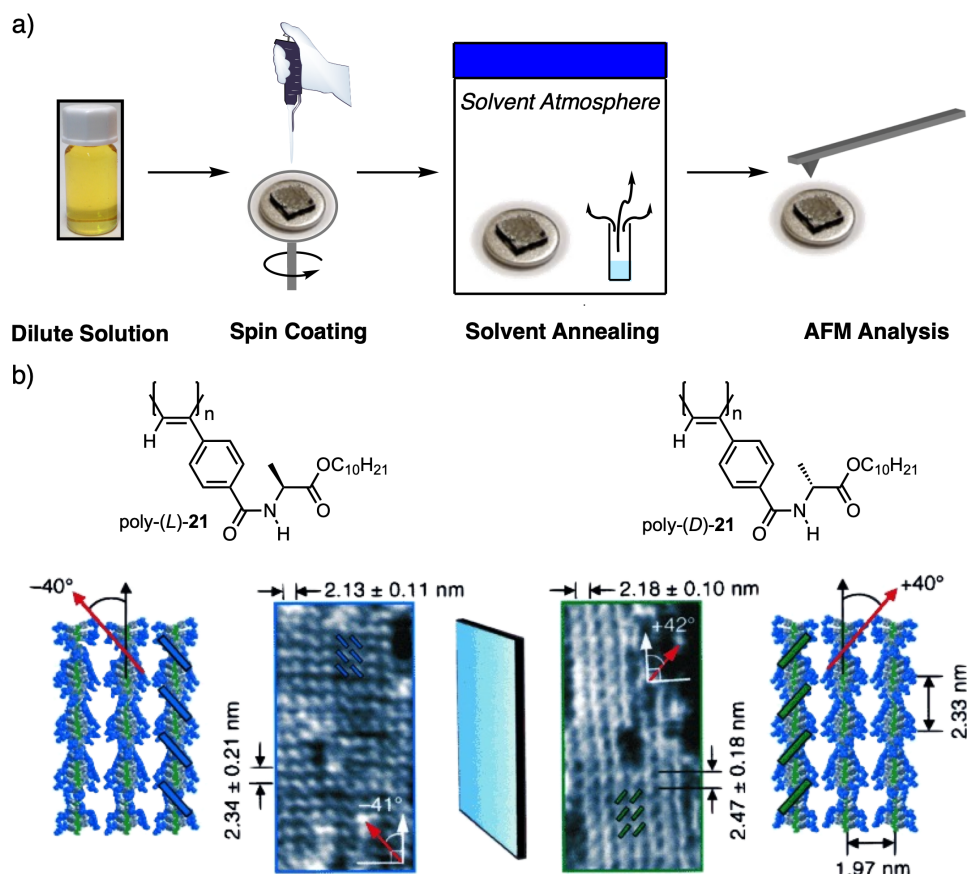 a)
Solvent Atmosphere
Dilute Solution
Spin Coating
Solvent Annealing
AFM Analysis
b)
n
H
OC10H21
O
N
H
O
poly-(L)-21
n
H
OC10H21
O
N
H
O
poly-(D)-21
–40°
2.13 ± 0.11 nm
2.34 ± 0.21 nm
–41°
2.18 ± 0.10 nm
+42°
2.47 ± 0.18 nm
+40°
2.33 nm
1.97 nm